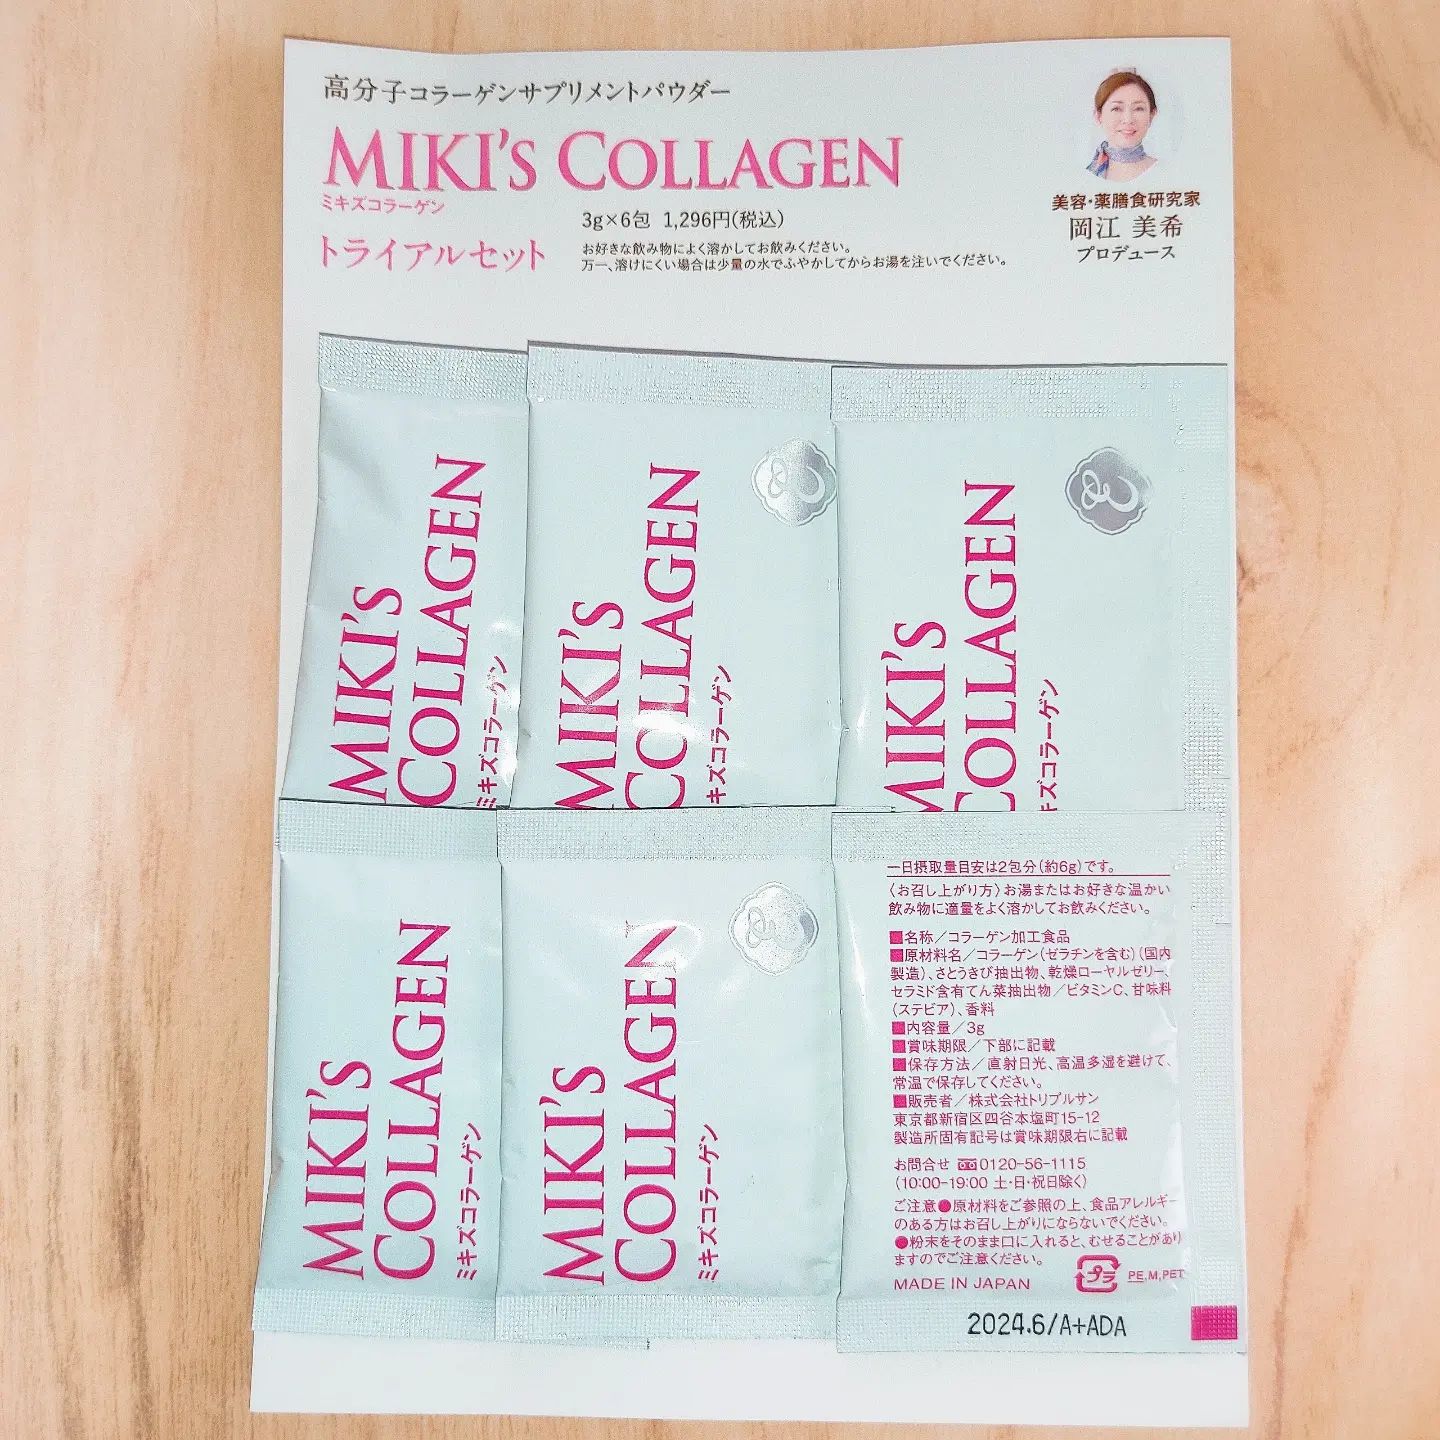 高分子コラーゲンサプリメントパウダー
MIKI's COLLAGEN
ミキズコラーゲン
トライアルセット
3g×6包 1,296円(税込)
お好きな飲み物によく溶かしてお飲みください。
万一、溶けにくい場合は少量の水でふやかしてからお湯を注いでください。
美容・薬膳食研究家
岡江 美希
プロデュース
MIKI's
COLLAGEN
ミキズコラーゲン
MIKI's
COLLAGEN
ミキズコラーゲン
MIKI's
COLLAGEN
ミキズコラーゲン
MIKI's
COLLAGEN
ミキズコラーゲン
MIKI's
COLLAGEN
ミキズコラーゲン
一日摂取量目安は2包分(約6g)です。
〈お召し上がり方〉お湯またはお好きな温かい
飲み物に適量をよく溶かしてお飲みください。
■名称/コラーゲン加工食品
■原材料名/コラーゲン(ゼラチンを含む)(国内
製造)、さとうきび抽出物、乾燥ローヤルゼリー、
セラミド含有てん菜抽出物/ビタミンC、甘味料
(ステビア)、香料
■内容量/3g
■賞味期限/下部に記載
■保存方法/直射日光、高温多湿を避けて、
常温で保存してください。
■販売者/株式会社トリプルサン
東京都新宿区四谷本塩町15-12
製造所固有記号は賞味期限右に記載
お問合せ 0120-56-1115
(10:00-19:00 土・日・祝日除く)
ご注意●原材料をご参照の上、食品アレルギー
のある方はお召し上がりにならないでください。
●粉末をそのまま口に入れると、むせることがあり
ますのでご注意ください。
MADE IN JAPAN プラ PE,M,PET
2024.6/A+ADA